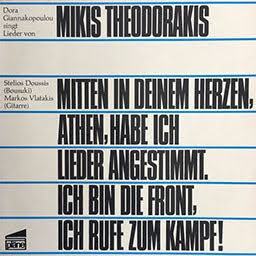 Dora
Giannakopoulou
singt
Lieder von
MIKIS THEODORAKIS
Stelios Doussis
(Bousuki)
Markos Vlatakis
(Gitarre)
MITTEN IN DEINEM HERZEN,
ATHEN, HABE ICH
LIEDER ANGESTIMMT.
ICH BIN DIE FRONT,
ICH RUFE ZUM KAMPF!